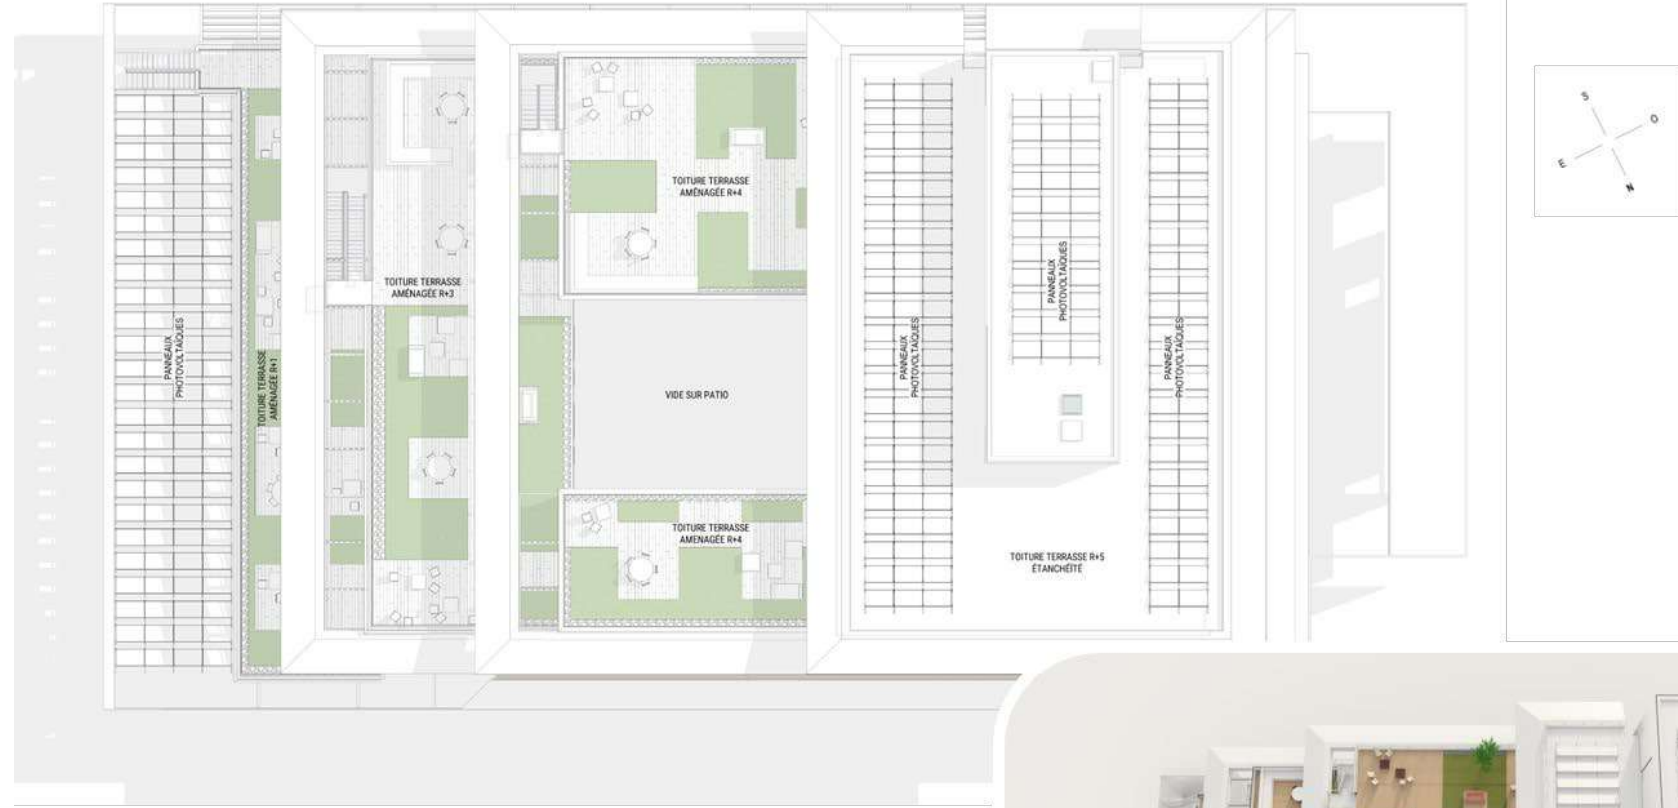 S
O
E
N
TOITURE TERRASSE
AMÉNAGÉE R+4
PANNEAUX
PHOTOVOLTAÏQUES
TOITURE TERRASSE
AMÉNAGÉE R+3
PANNEAUX
PHOTOVOLTAÏQUES
TOITURE TERRASSE
AMÉNAGÉE R+1
VIDE SUR PATIO
PANNEAUX
PHOTOVOLTAÏQUES
PANNEAUX
PHOTOVOLTAÏQUES
TOITURE TERRASSE
AMENAGÉE R+4
TOITURE TERRASSE R+5
ÉTANCHÉITÉ